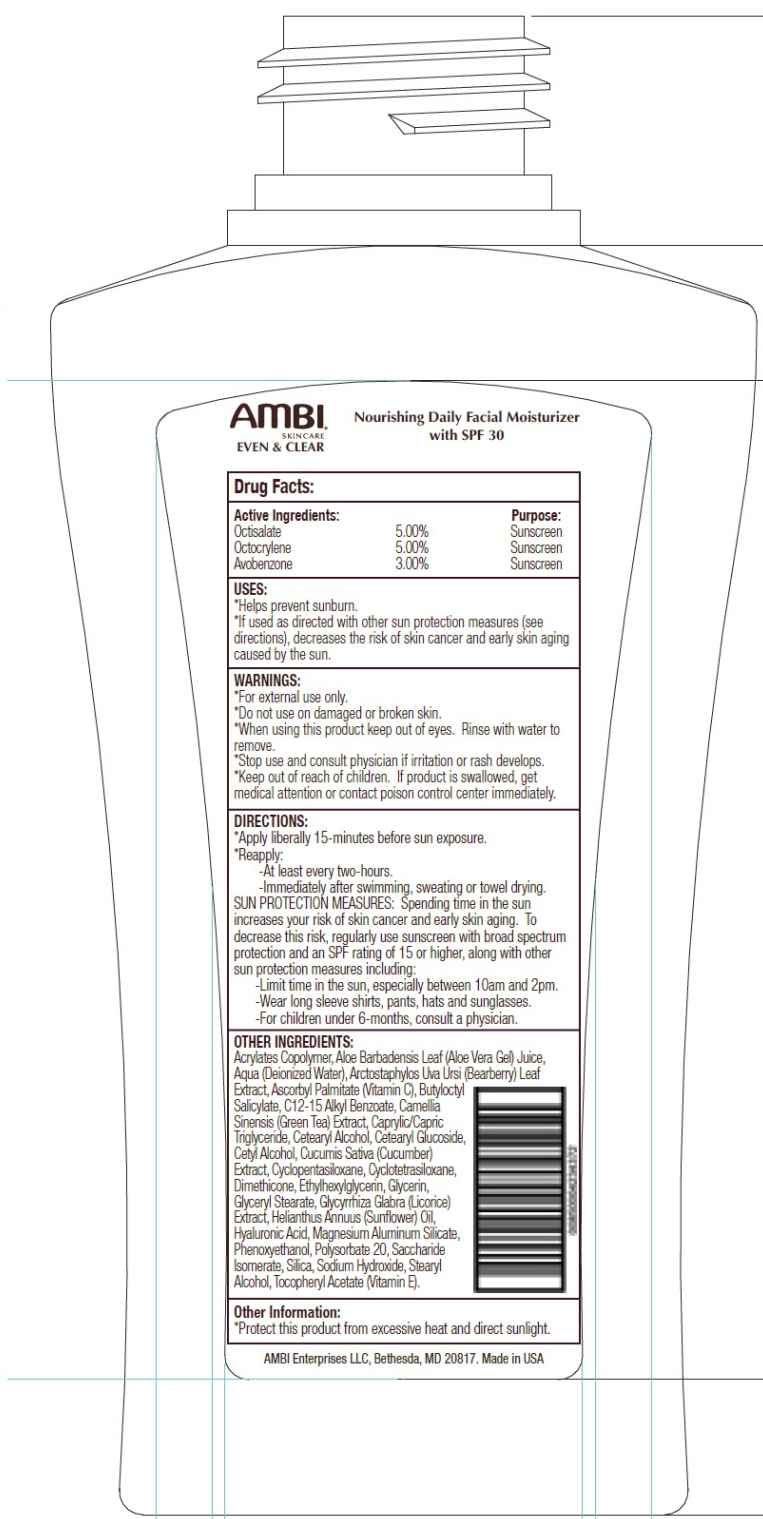 AMBI
SKINCARE
EVEN & CLEAR
Nourishing Daily Facial Moisturizer
with SPF 30
Drug Facts:
Active Ingredients: Purpose:
Octisalate 5.00% Sunscreen
Octocrylene 5.00% Sunscreen
Avobenzone 3.00% Sunscreen
USES:
*Helps prevent sunburn.
*If used as directed with other sun protection measures (see
directions), decreases the risk of skin cancer and early skin aging
caused by the sun.
WARNINGS:
*For external use only.
*Do not use on damaged or broken skin.
*When using this product keep out of eyes. Rinse with water to
remove.
*Stop use and consult physician if irritation or rash develops.
*Keep out of reach of children. If product is swallowed, get
medical attention or contact poison control center immediately.
DIRECTIONS:
*Apply liberally 15-minutes before sun exposure.
*Reapply:
-At least every two-hours.
-Immediately after swimming, sweating or towel drying.
SUN PROTECTION MEASURES: Spending time in the sun
increases your risk of skin cancer and early skin aging. To
decrease this risk, regularly use sunscreen with broad spectrum
protection and an SPF rating of 15 or higher, along with other
sun protection measures including:
-Limit time in the sun, especially between 10am and 2pm.
-Wear long sleeve shirts, pants, hats and sunglasses.
-For children under 6-months, consult a physician.
OTHER INGREDIENTS:
Acrylates Copolymer, Aloe Barbadensis Leaf (Aloe Vera Gel) Juice,
Aqua (Deionized Water), Arctostaphylos Uva Ursi (Bearberry) Leaf
Extract, Ascorbyl Palmitate (Vitamin C), Butyloctyl
Salicylate, C12-15 Alkyl Benzoate, Camellia
Sinensis (Green Tea) Extract, Caprylic/Capric
Triglyceride, Cetearyl Alcohol, Cetearyl Glucoside,
Cetyl Alcohol, Cucumis Sativa (Cucumber)
Extract, Cyclopentasiloxane, Cyclotetrasiloxane,
Dimethicone, Ethylhexylglycerin, Glycerin,
Glyceryl Stearate, Glycyrrhiza Glabra (Licorice)
Extract, Helianthus Annuus (Sunflower) Oil,
Hyaluronic Acid, Magnesium Aluminum Silicate,
Phenoxyethanol, Polysorbate 20, Saccharide
Isomerate, Silica, Sodium Hydroxide, Stearyl
Alcohol, Tocopheryl Acetate (Vitamin E).
Other Information:
*Protect this product from excessive heat and direct sunlight.
AMBI Enterprises LLC, Bethesda, MD 20817. Made in USA